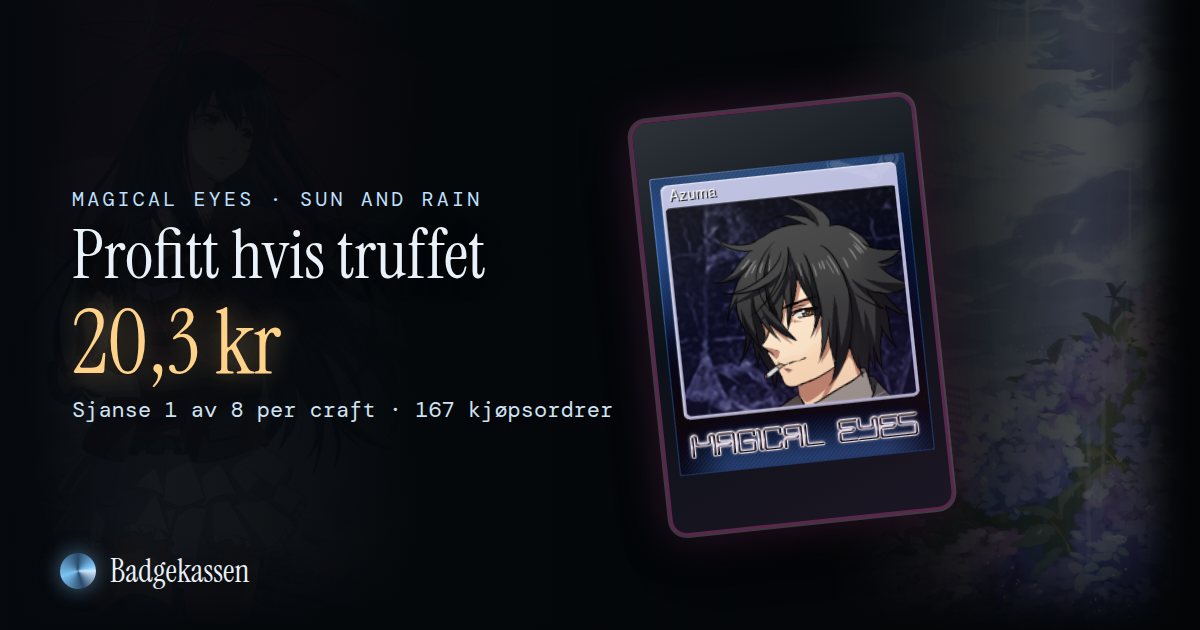 MAGICAL EYES · SUN AND RAIN
Profitt hvis truffet
20,3 kr
Sjanse 1 av 8 per craft · 167 kjøpsordrer
Azuma
MAGICAL EYES
Badgekassen